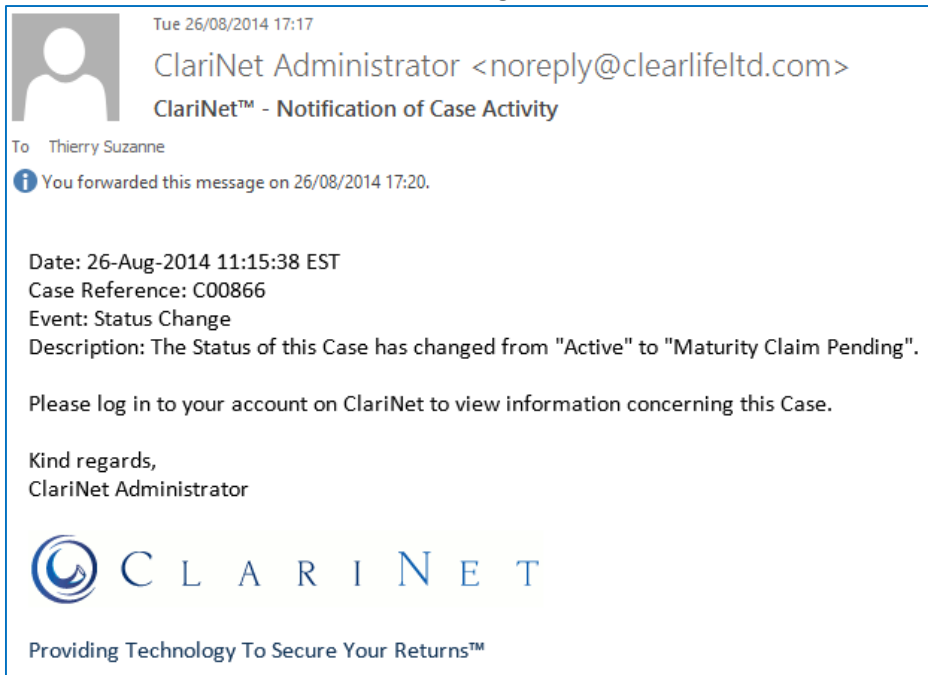 Tue 26/08/2014 17:17
ClariNet Administrator <noreply@clearlifeltd.com>
ClariNet™ - Notification of Case Activity
To Thierry Suzanne
i You forwarded this message on 26/08/2014 17:20.
Date: 26-Aug-2014 11:15:38 EST
Case Reference: C00866
Event: Status Change
Description: The Status of this Case has changed from "Active" to "Maturity Claim Pending".
Please log in to your account on ClariNet to view information concerning this Case.
Kind regards,
ClariNet Administrator
CLARINET
Providing Technology To Secure Your Returns™